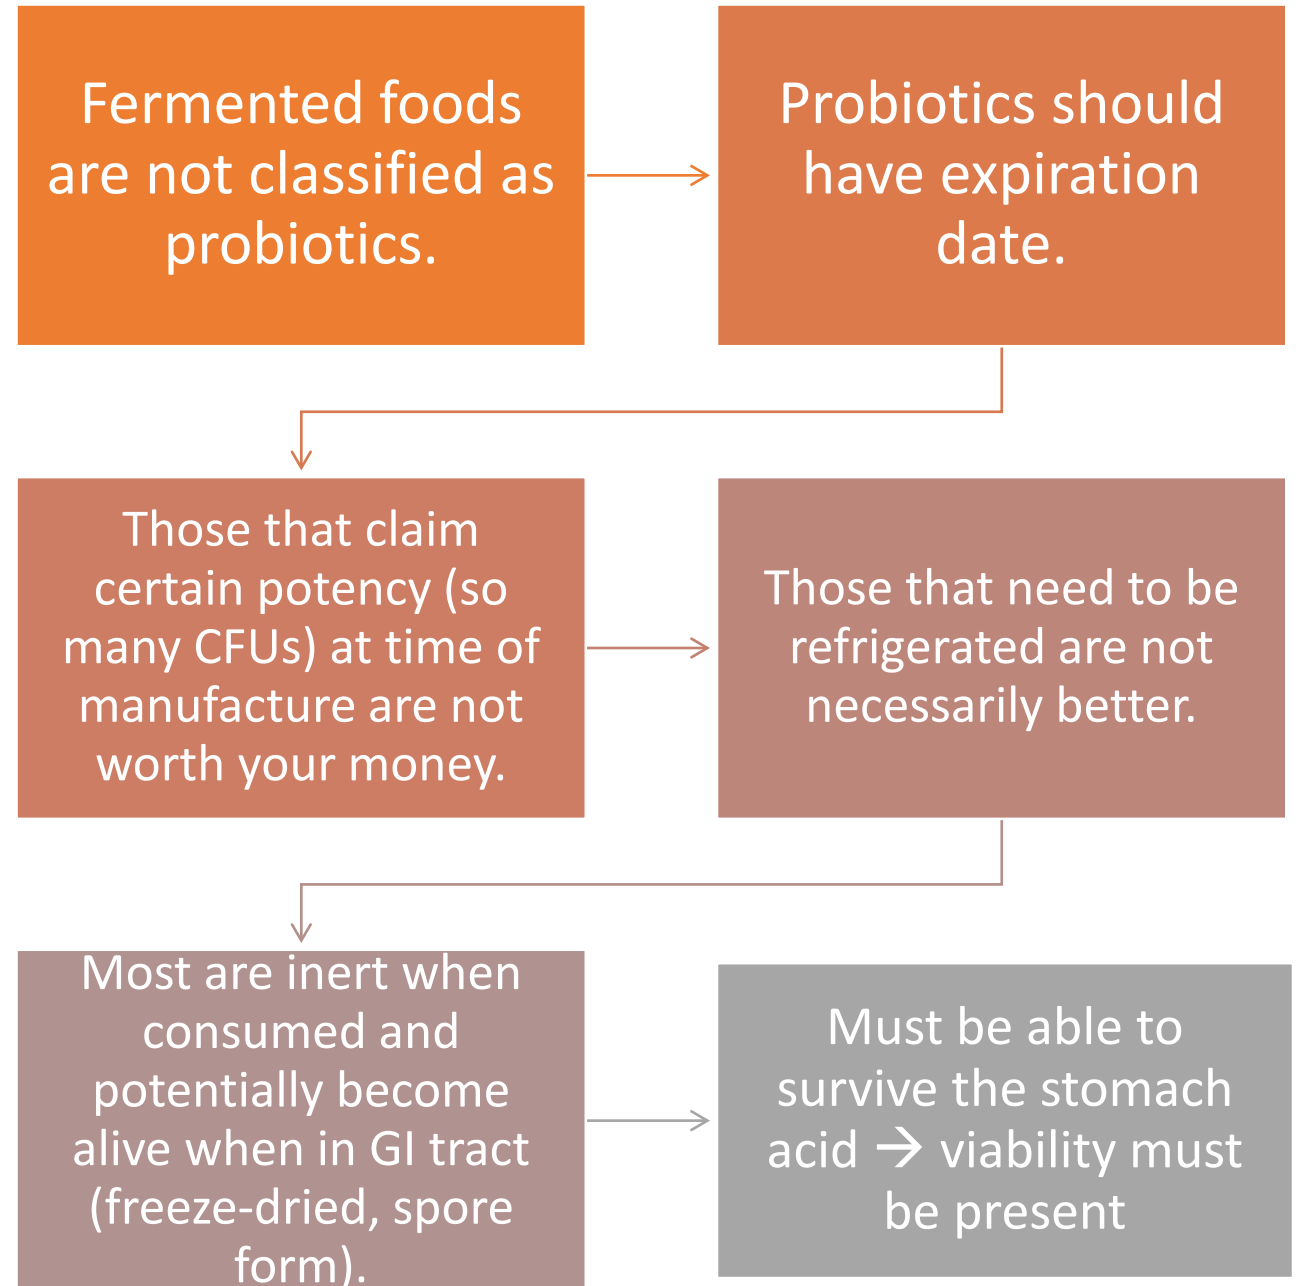 Fermented foods
are not classified as
probiotics.
Probiotics should
have expiration
date.
Those that claim
certain potency (so
many CFUs) at time of
manufacture are not
worth your money.
Those that need to be
refrigerated are not
necessarily better.
Most are inert when
consumed and
potentially become
alive when in GI tract
(freeze-dried, spore
form).
Must be able to
survive the stomach
acid → viability must
be present